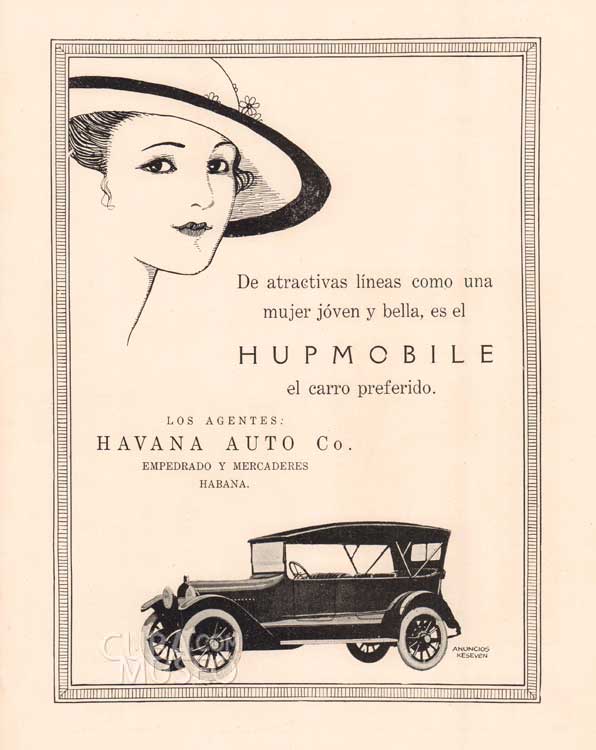 De atractivas líneas como una
mujer jóven y bella, es el
HUPMOBILE
el carro preferido.
LOS AGENTES:
HAVANA AUTO Co.
EMPEDRADO Y MERCADERES
HABANA.
ANUNCIOS
KESEVEN
MUSEO